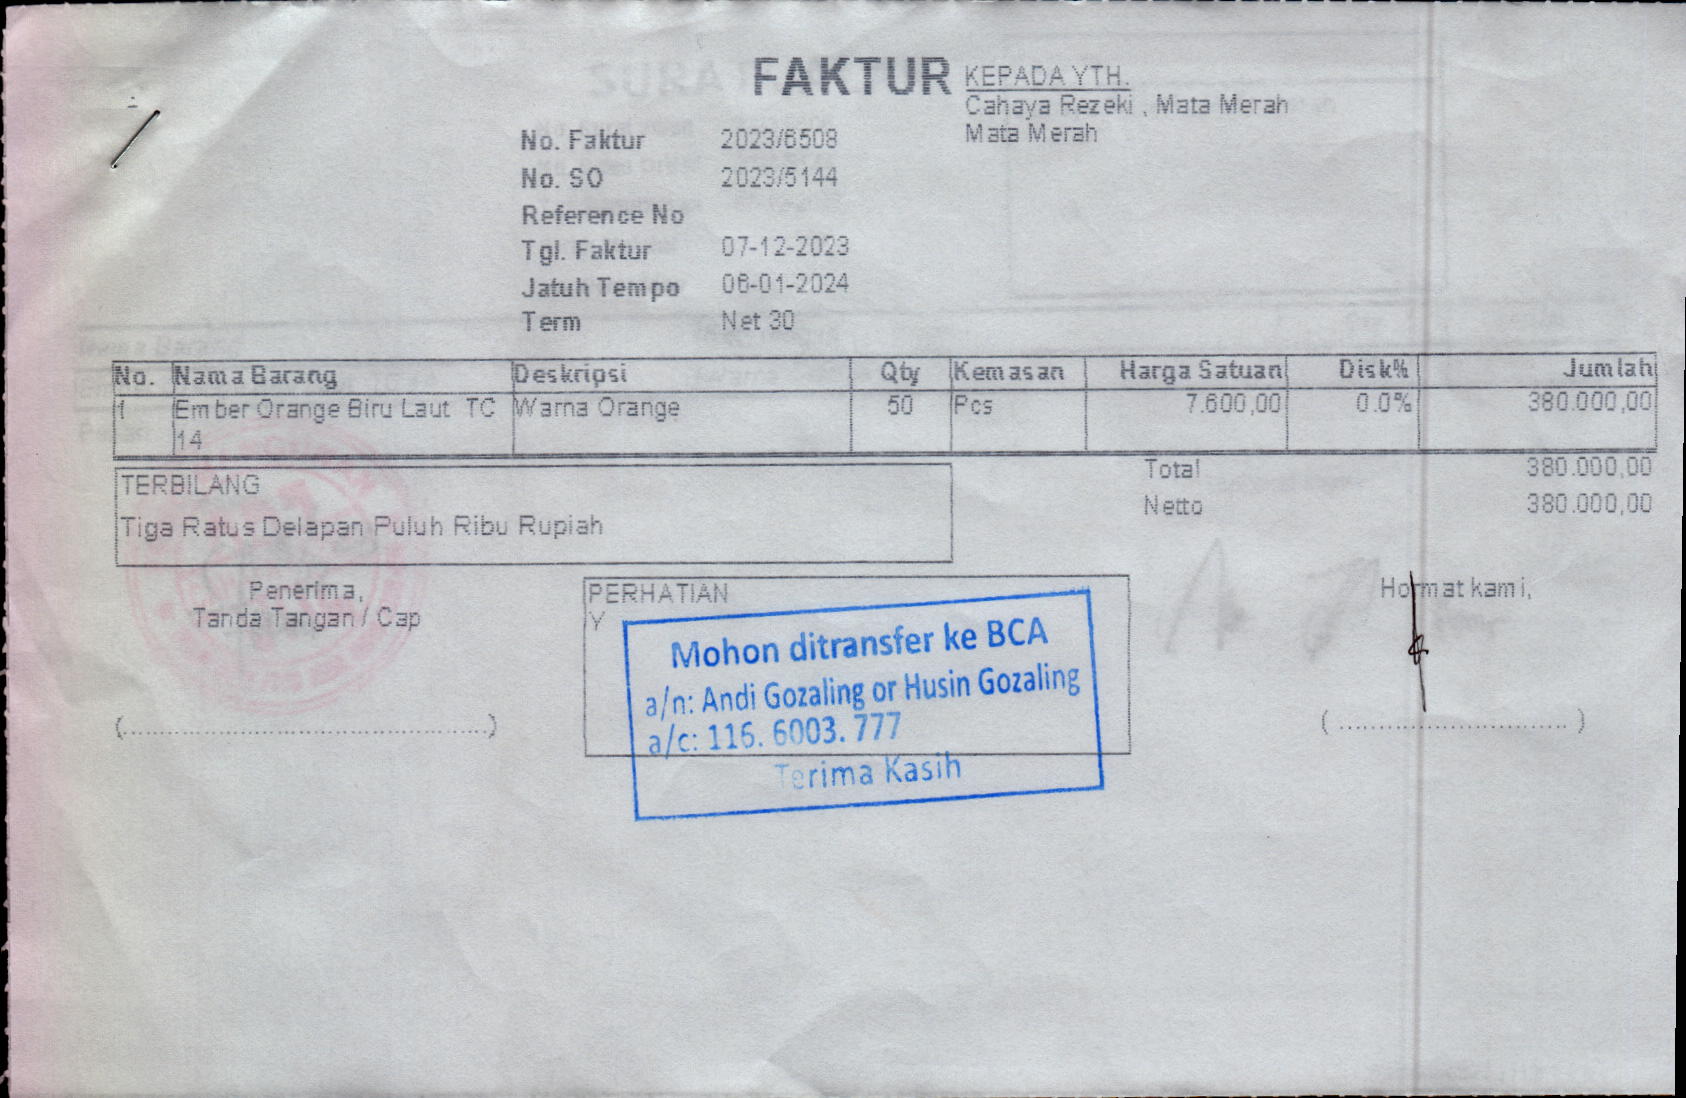 FAKTUR
KEPADA YTH.
Cahaya Rezeki , Mata Merah
Mata Merah
No. Faktur 2023/6508
No. SO 2023/5144
Reference No
Tgl. Faktur 07-12-2023
Jatuh Tempo 06-01-2024
Term Net 30
No. Nama Barang Deskripsi Qty Kemasan Harga Satuan Disk% Jumlah
1 Ember Orange Biru Laut TC Warna Orange 50 Pcs 7.600,00 0.0% 380.000,00
14
Total 380.000,00
Netto 380.000,00
TERBILANG
Tiga Ratus Delapan Puluh Ribu Rupiah
Penerima,
Tanda Tangan / Cap
(..................................................)
PERHATIAN
Y
Mohon ditransfer ke BCA
a/n: Andi Gozaling or Husin Gozaling
a/c: 116. 6003. 777
Terima Kasih
Hormat kami,
( ................................ )